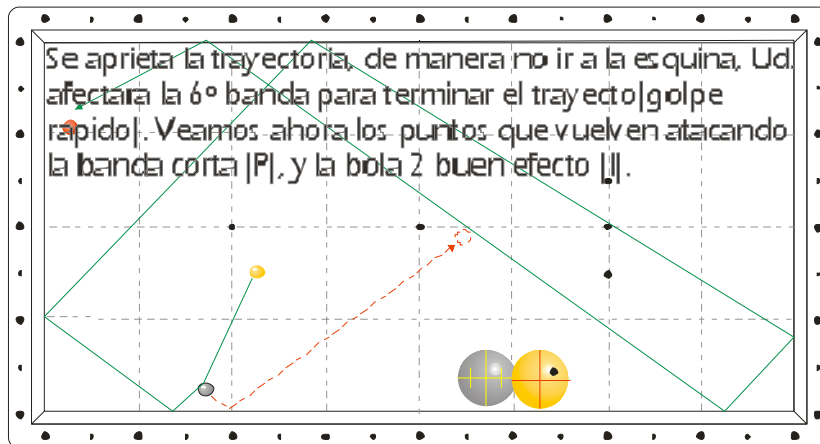 Se aprieta la trayectoria, de manera no ir a la esquina, Ud.
afectara la 6º banda para terminar el trayecto|golpe
rapido|. Veamos ahora los puntos que vuelven atacando
la banda corta |P|, y la bola 2 buen efecto |J|.